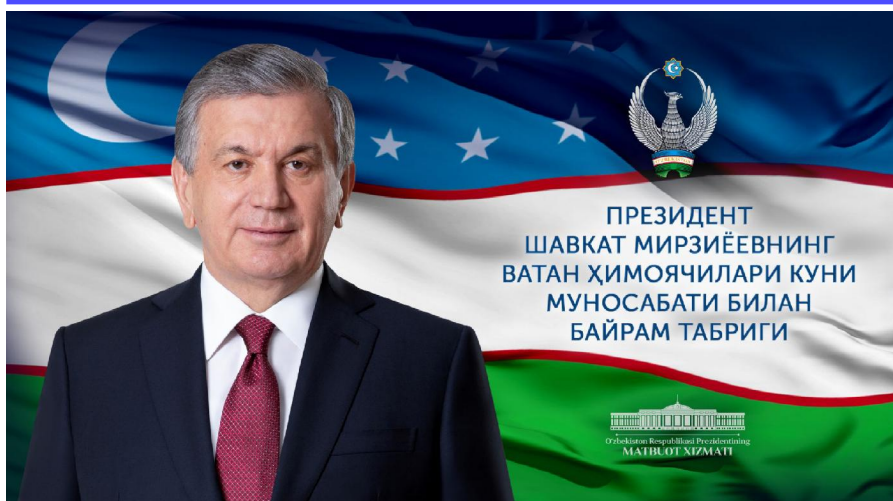 ПРЕЗИДЕНТ
ШАВКАТ МИРЗИЁЕВНИНГ
ВАТАН ҲИМОЯЧИЛАРИ КУНИ
МУНОСАБАТИ БИЛАН
БАЙРАМ ТАБРИГИ
O'zbekiston Respublikasi Prezidentining
MATBUOT XIZMATI